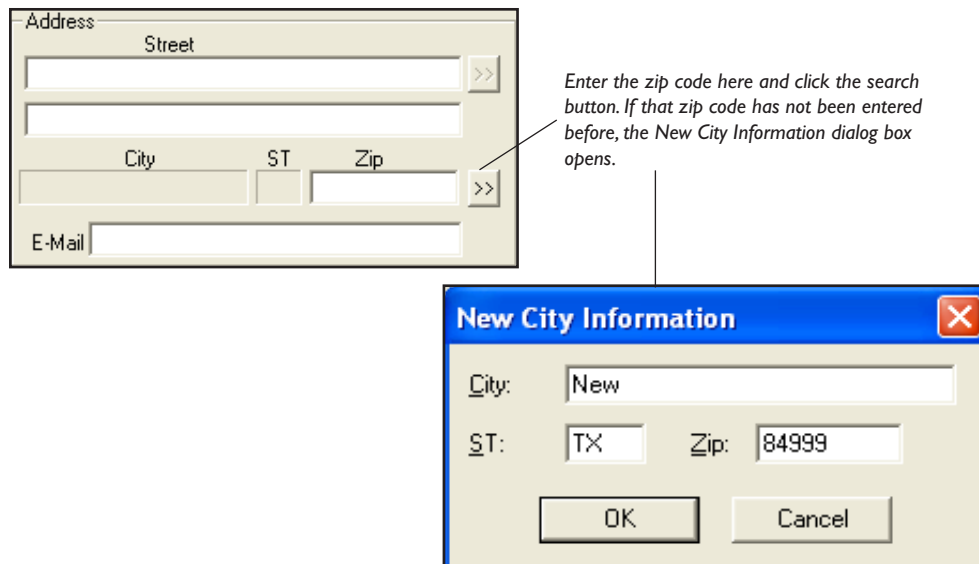 Address
Street
>>
Enter the zip code here and click the search
button. If that zip code has not been entered
before, the New City Information dialog box
opens.
City ST Zip
>>
E-Mail
New City Information
City: New
ST: TX Zip: 84999
OK Cancel